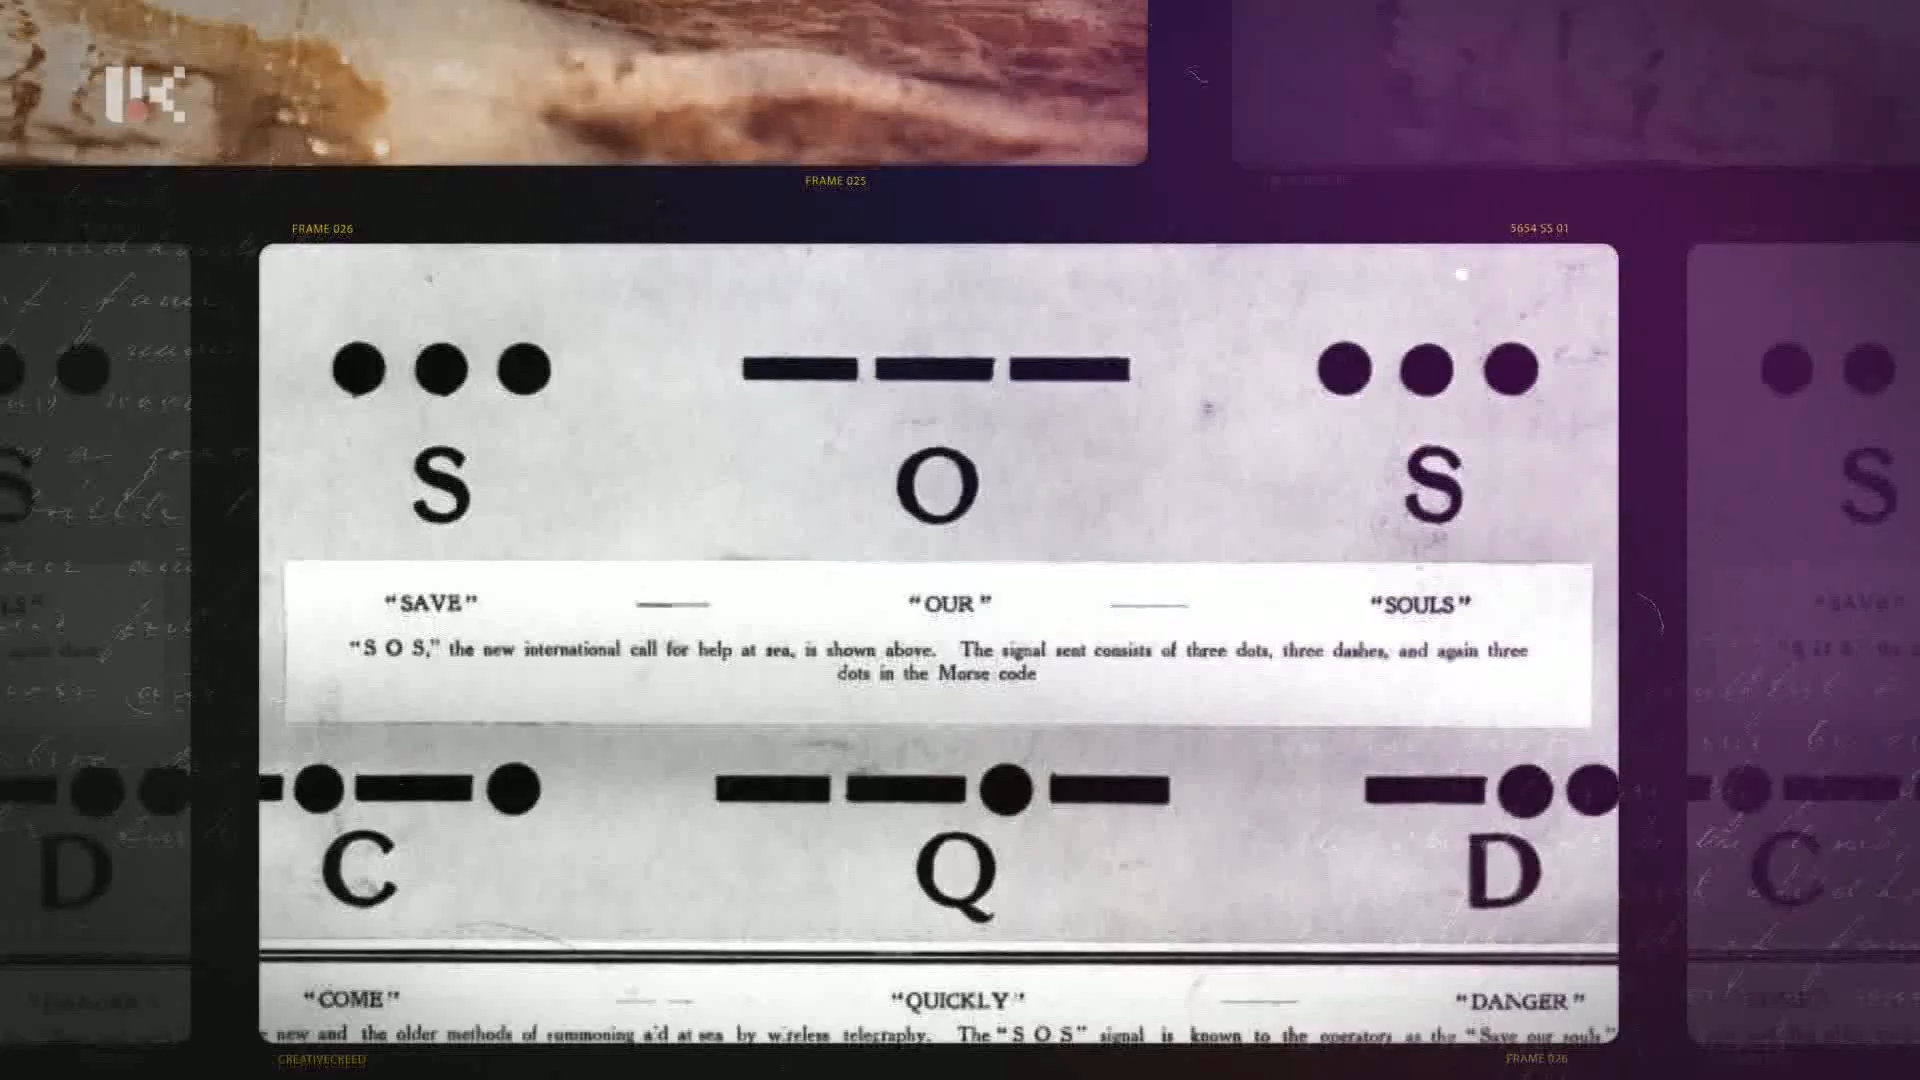 FRAME 025
FRAME 026
5654 SS 01
S O S
"SAVE" — "OUR" — "SOULS"
"S O S," the new international call for help at sea, is shown above. The signal sent consists of three dots, three dashes, and again three
dots in the Morse code
C Q D
"COME" — "QUICKLY" — "DANGER"
new and the older methods of summoning aid at sea by wireless telegraphy. The "S O S" signal is known to the operators as the "Save our souls"
CREATIVECREED
FRAME 026